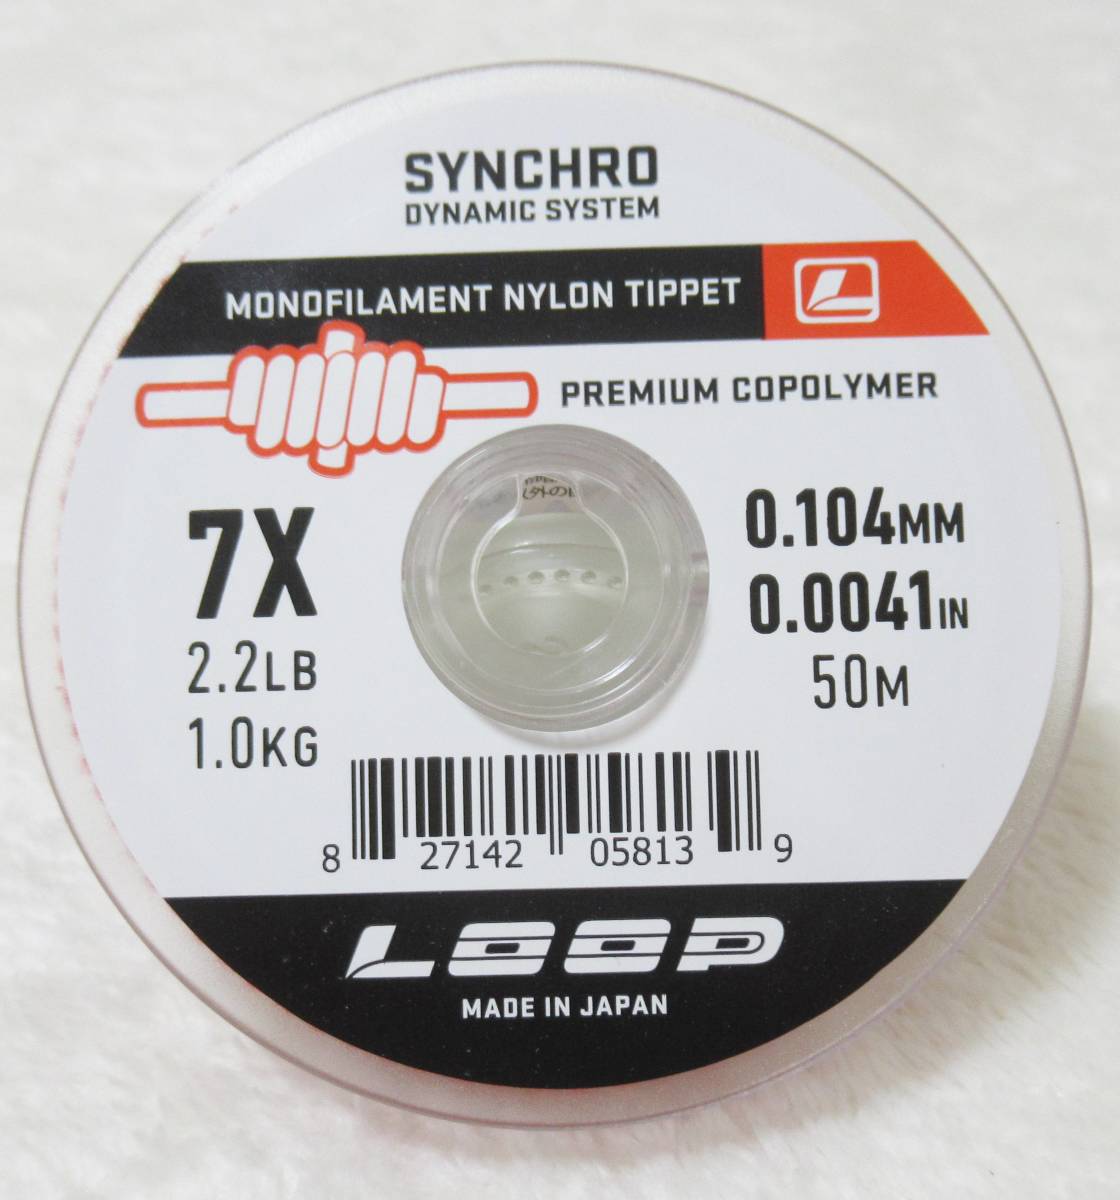 SYNCHRO
DYNAMIC SYSTEM
MONOFILAMENT NYLON TIPPET
PREMIUM COPOLYMER
7X
2.2LB
1.0KG
0.104MM
0.0041IN
50M
8 27142 05813 9
LOOP
MADE IN JAPAN